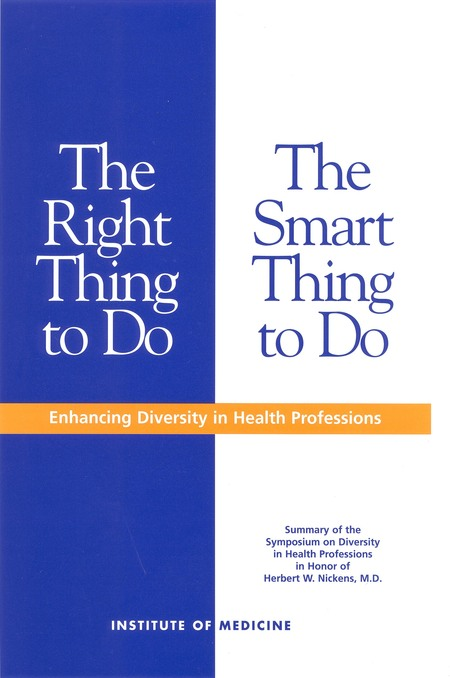 The
Right
Thing
to Do
The
Smart
Thing
to Do
Enhancing Diversity in Health Professions
Summary of the
Symposium on Diversity
in Health Professions
in Honor of
Herbert W. Nickens, M.D.
INSTITUTE OF MEDICINE